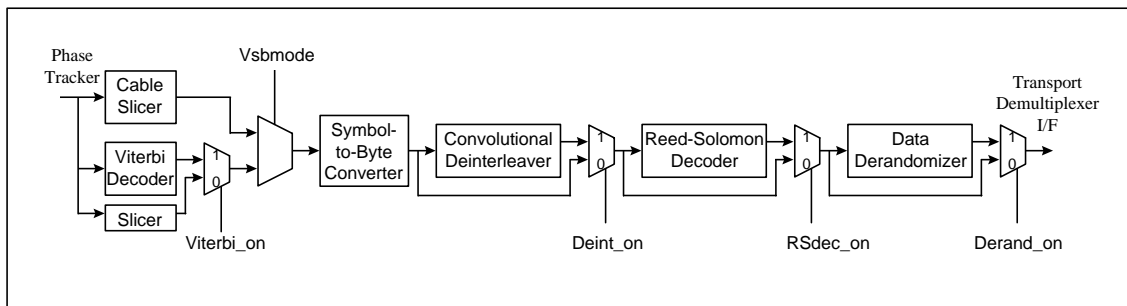 Phase
Tracker
Vsbmode
Cable
Slicer
Viterbi
Decoder
Slicer
1
0
Viterbi_on
Symbol-
to-Byte
Converter
Convolutional
Deinterleaver
1
0
Deint_on
Reed-Solomon
Decoder
1
0
RSdec_on
Data
Derandomizer
1
0
Derand_on
Transport
Demultiplexer
I/F